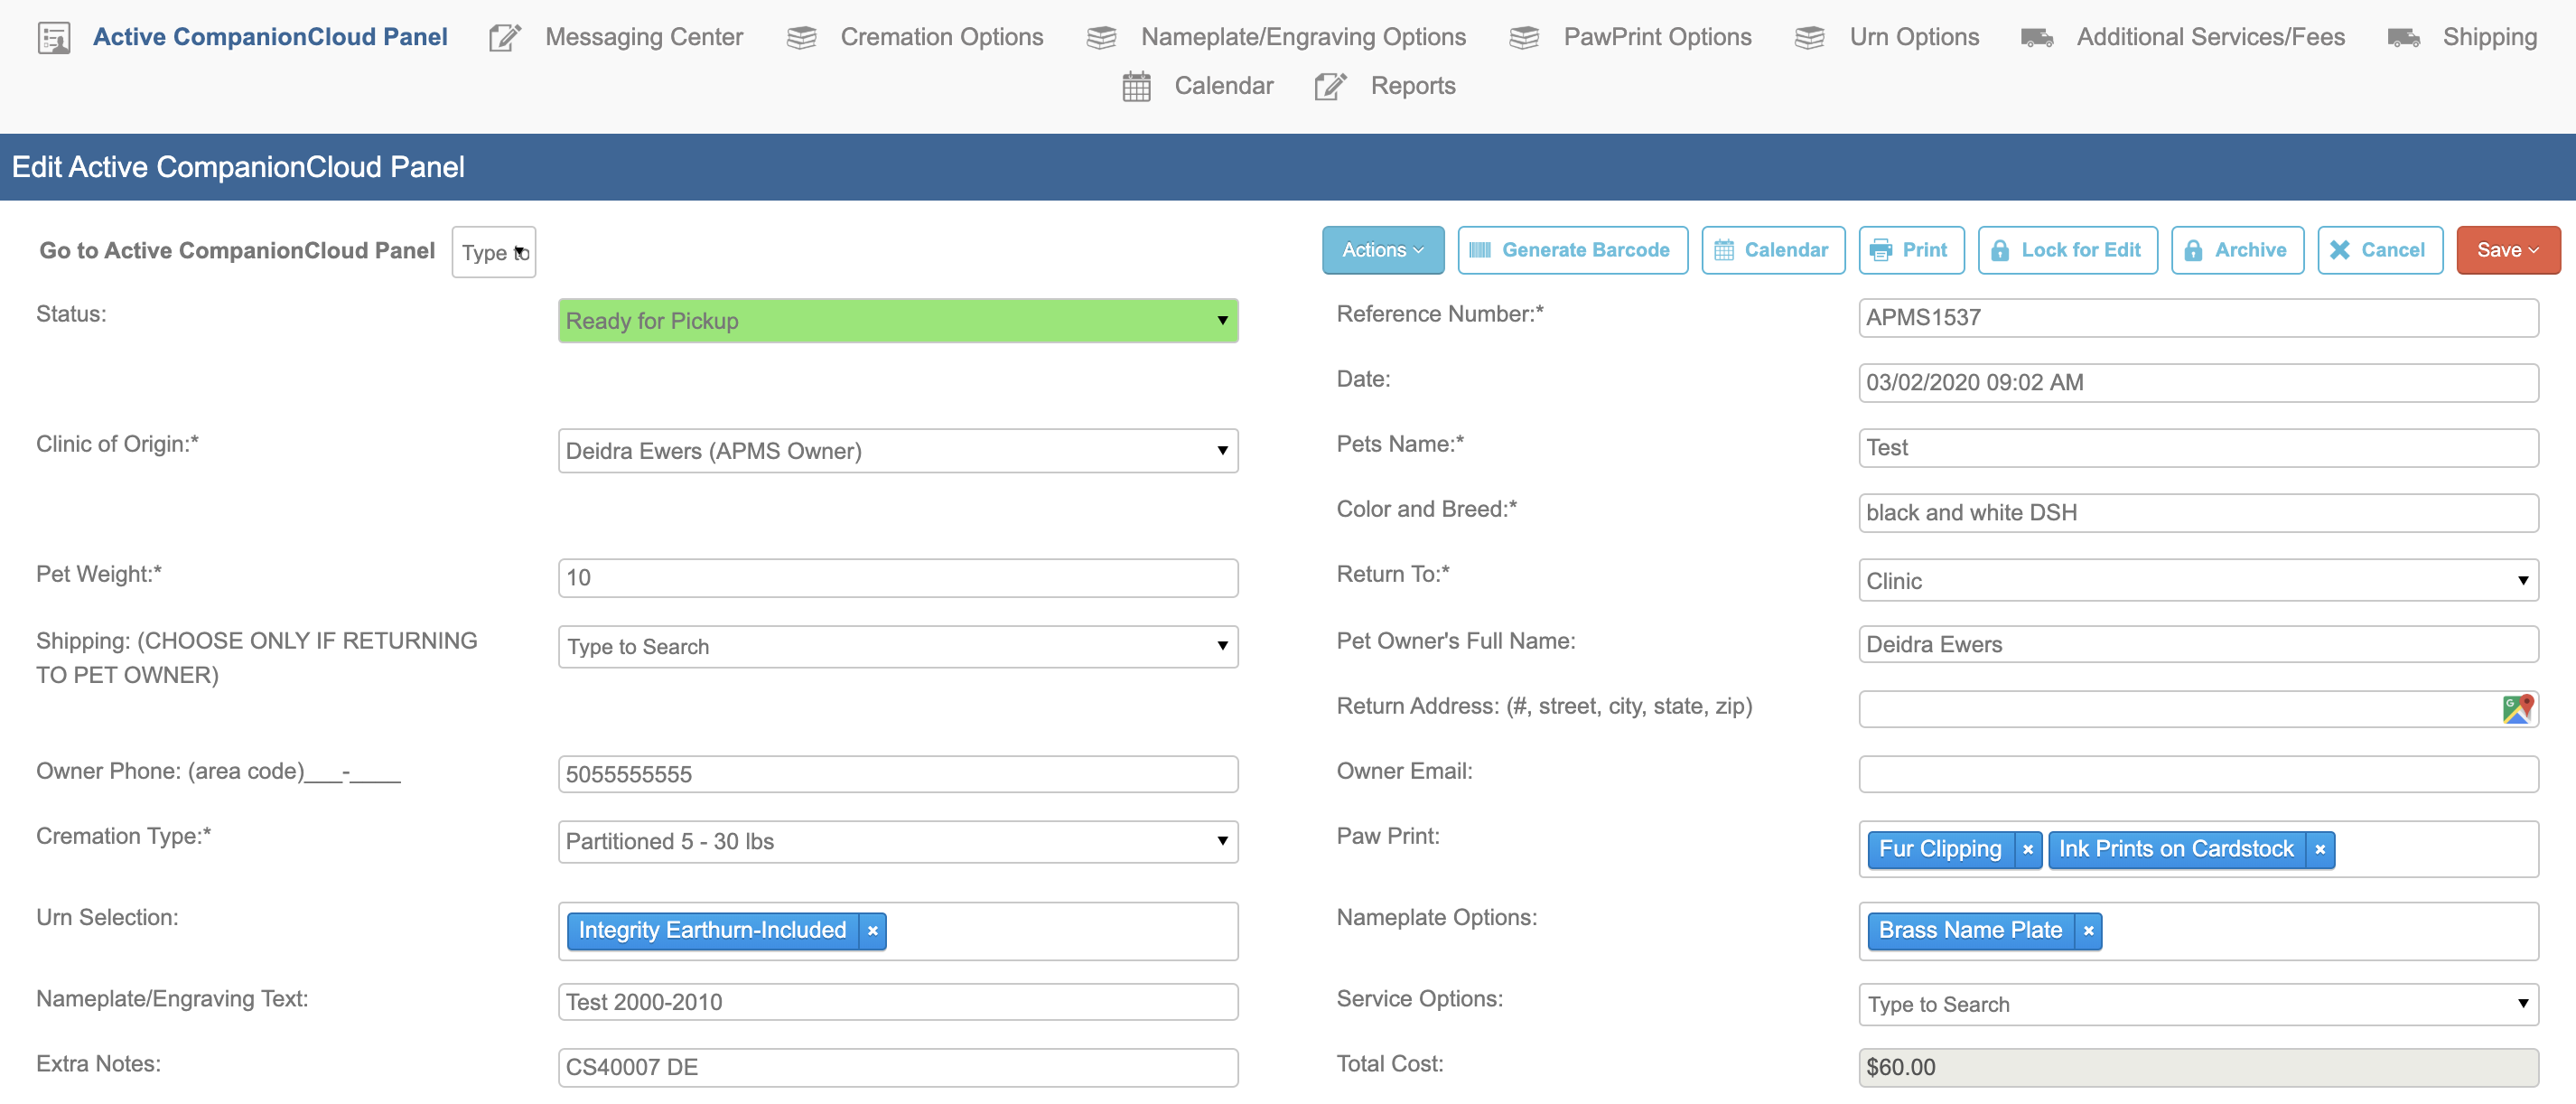 Active CompanionCloud Panel Messaging Center Cremation Options Nameplate/Engraving Options PawPrint Options Urn Options Additional Services/Fees Shipping
Calendar Reports
Edit Active CompanionCloud Panel
Go to Active CompanionCloud Panel Type to Actions Generate Barcode Calendar Print Lock for Edit Archive Cancel Save
Status: Ready for Pickup Reference Number:* APMS1537
Date: 03/02/2020 09:02 AM
Clinic of Origin:* Deidra Ewers (APMS Owner) Pets Name:* Test
Color and Breed:* black and white DSH
Pet Weight:* 10 Return To:* Clinic
Shipping: (CHOOSE ONLY IF RETURNING Type to Search Pet Owner's Full Name: Deidra Ewers
TO PET OWNER)
Return Address: (#, street, city, state, zip)
Owner Phone: (area code)___-____ 5055555555 Owner Email:
Cremation Type:* Partitioned 5 - 30 lbs Paw Print: Fur Clipping × Ink Prints on Cardstock ×
Urn Selection: Integrity Earthurn-Included × Nameplate Options: Brass Name Plate ×
Nameplate/Engraving Text: Test 2000-2010 Service Options: Type to Search
Extra Notes: CS40007 DE Total Cost: $60.00